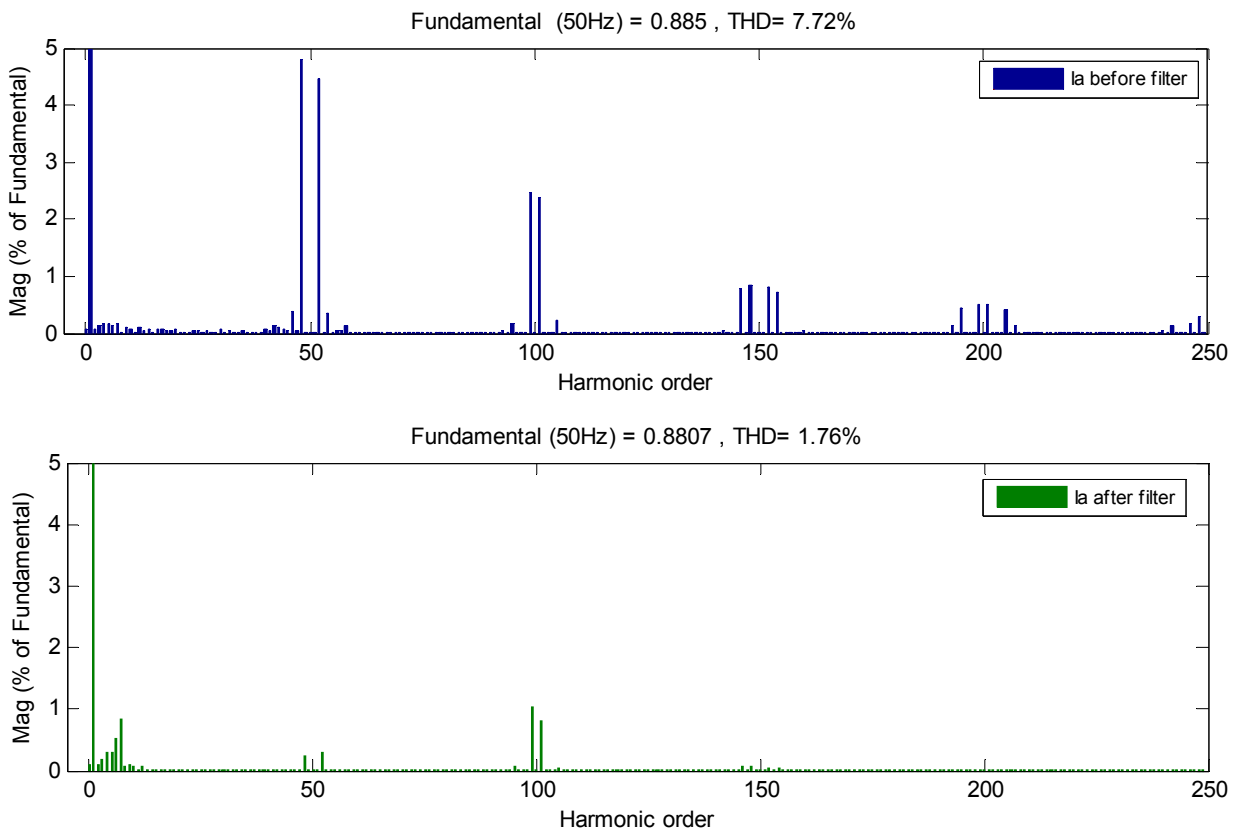 Fundamental (50Hz) = 0.885 , THD= 7.72%
5
4
3
2
1
0
Mag (% of Fundamental)
Ia before filter
0 50 100 150 200 250
Harmonic order
Fundamental (50Hz) = 0.8807 , THD= 1.76%
5
4
3
2
1
0
Mag (% of Fundamental)
Ia after filter
0 50 100 150 200 250
Harmonic order